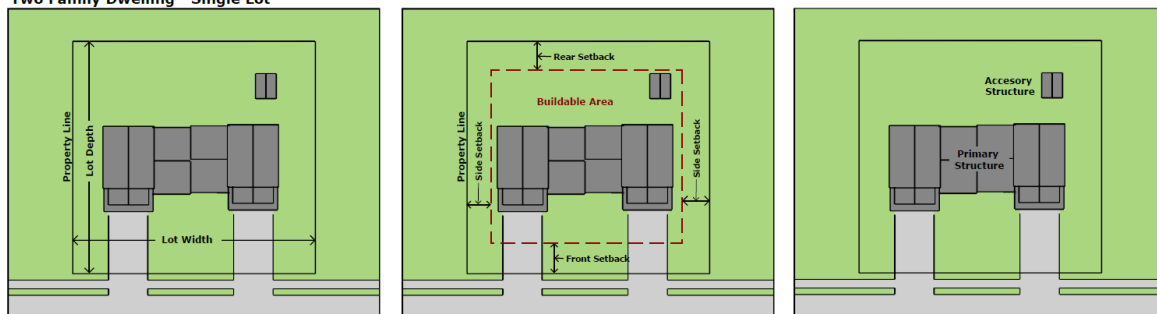 Two Family Dwelling - Single Lot
Property Line
Lot Depth
Lot Width
Rear Setback
Buildable Area
Property Line
Side Setback
Side Setback
Front Setback
Accesory
Structure
Primary
Structure